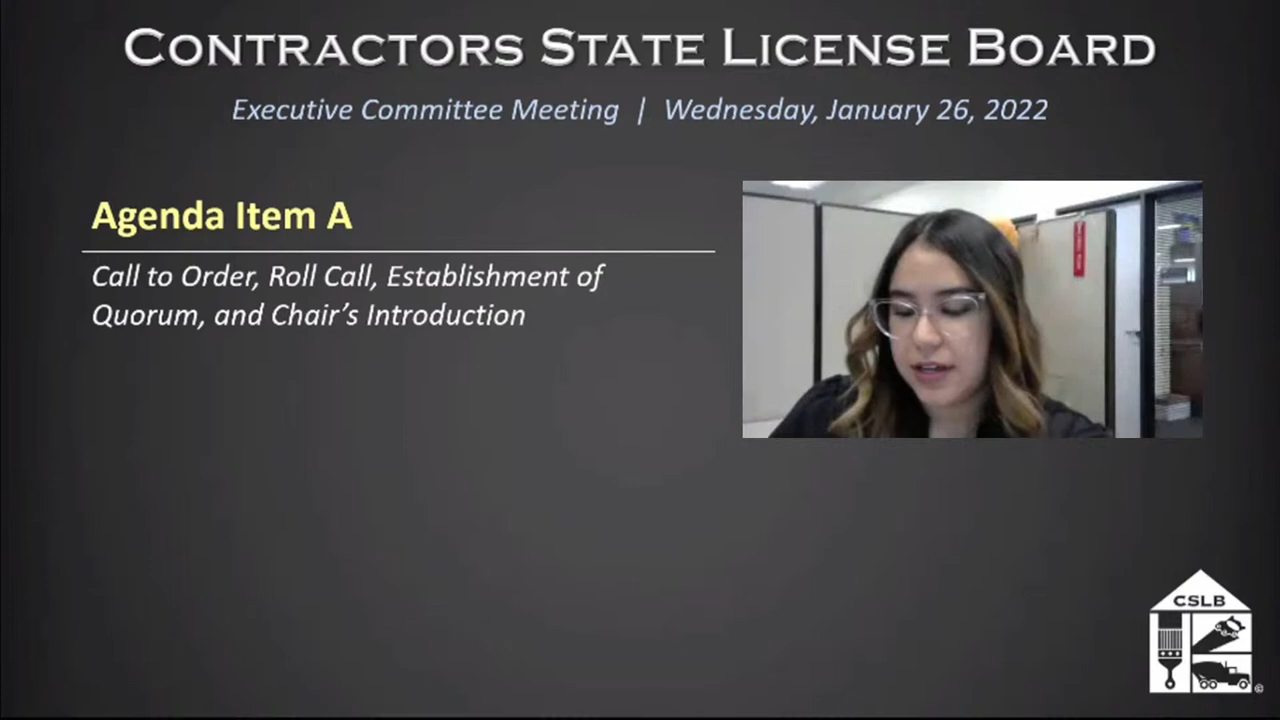 CONTRACTORS STATE LICENSE BOARD
Executive Committee Meeting | Wednesday, January 26, 2022
Agenda Item A
Call to Order, Roll Call, Establishment of
Quorum, and Chair's Introduction
CSLB
©